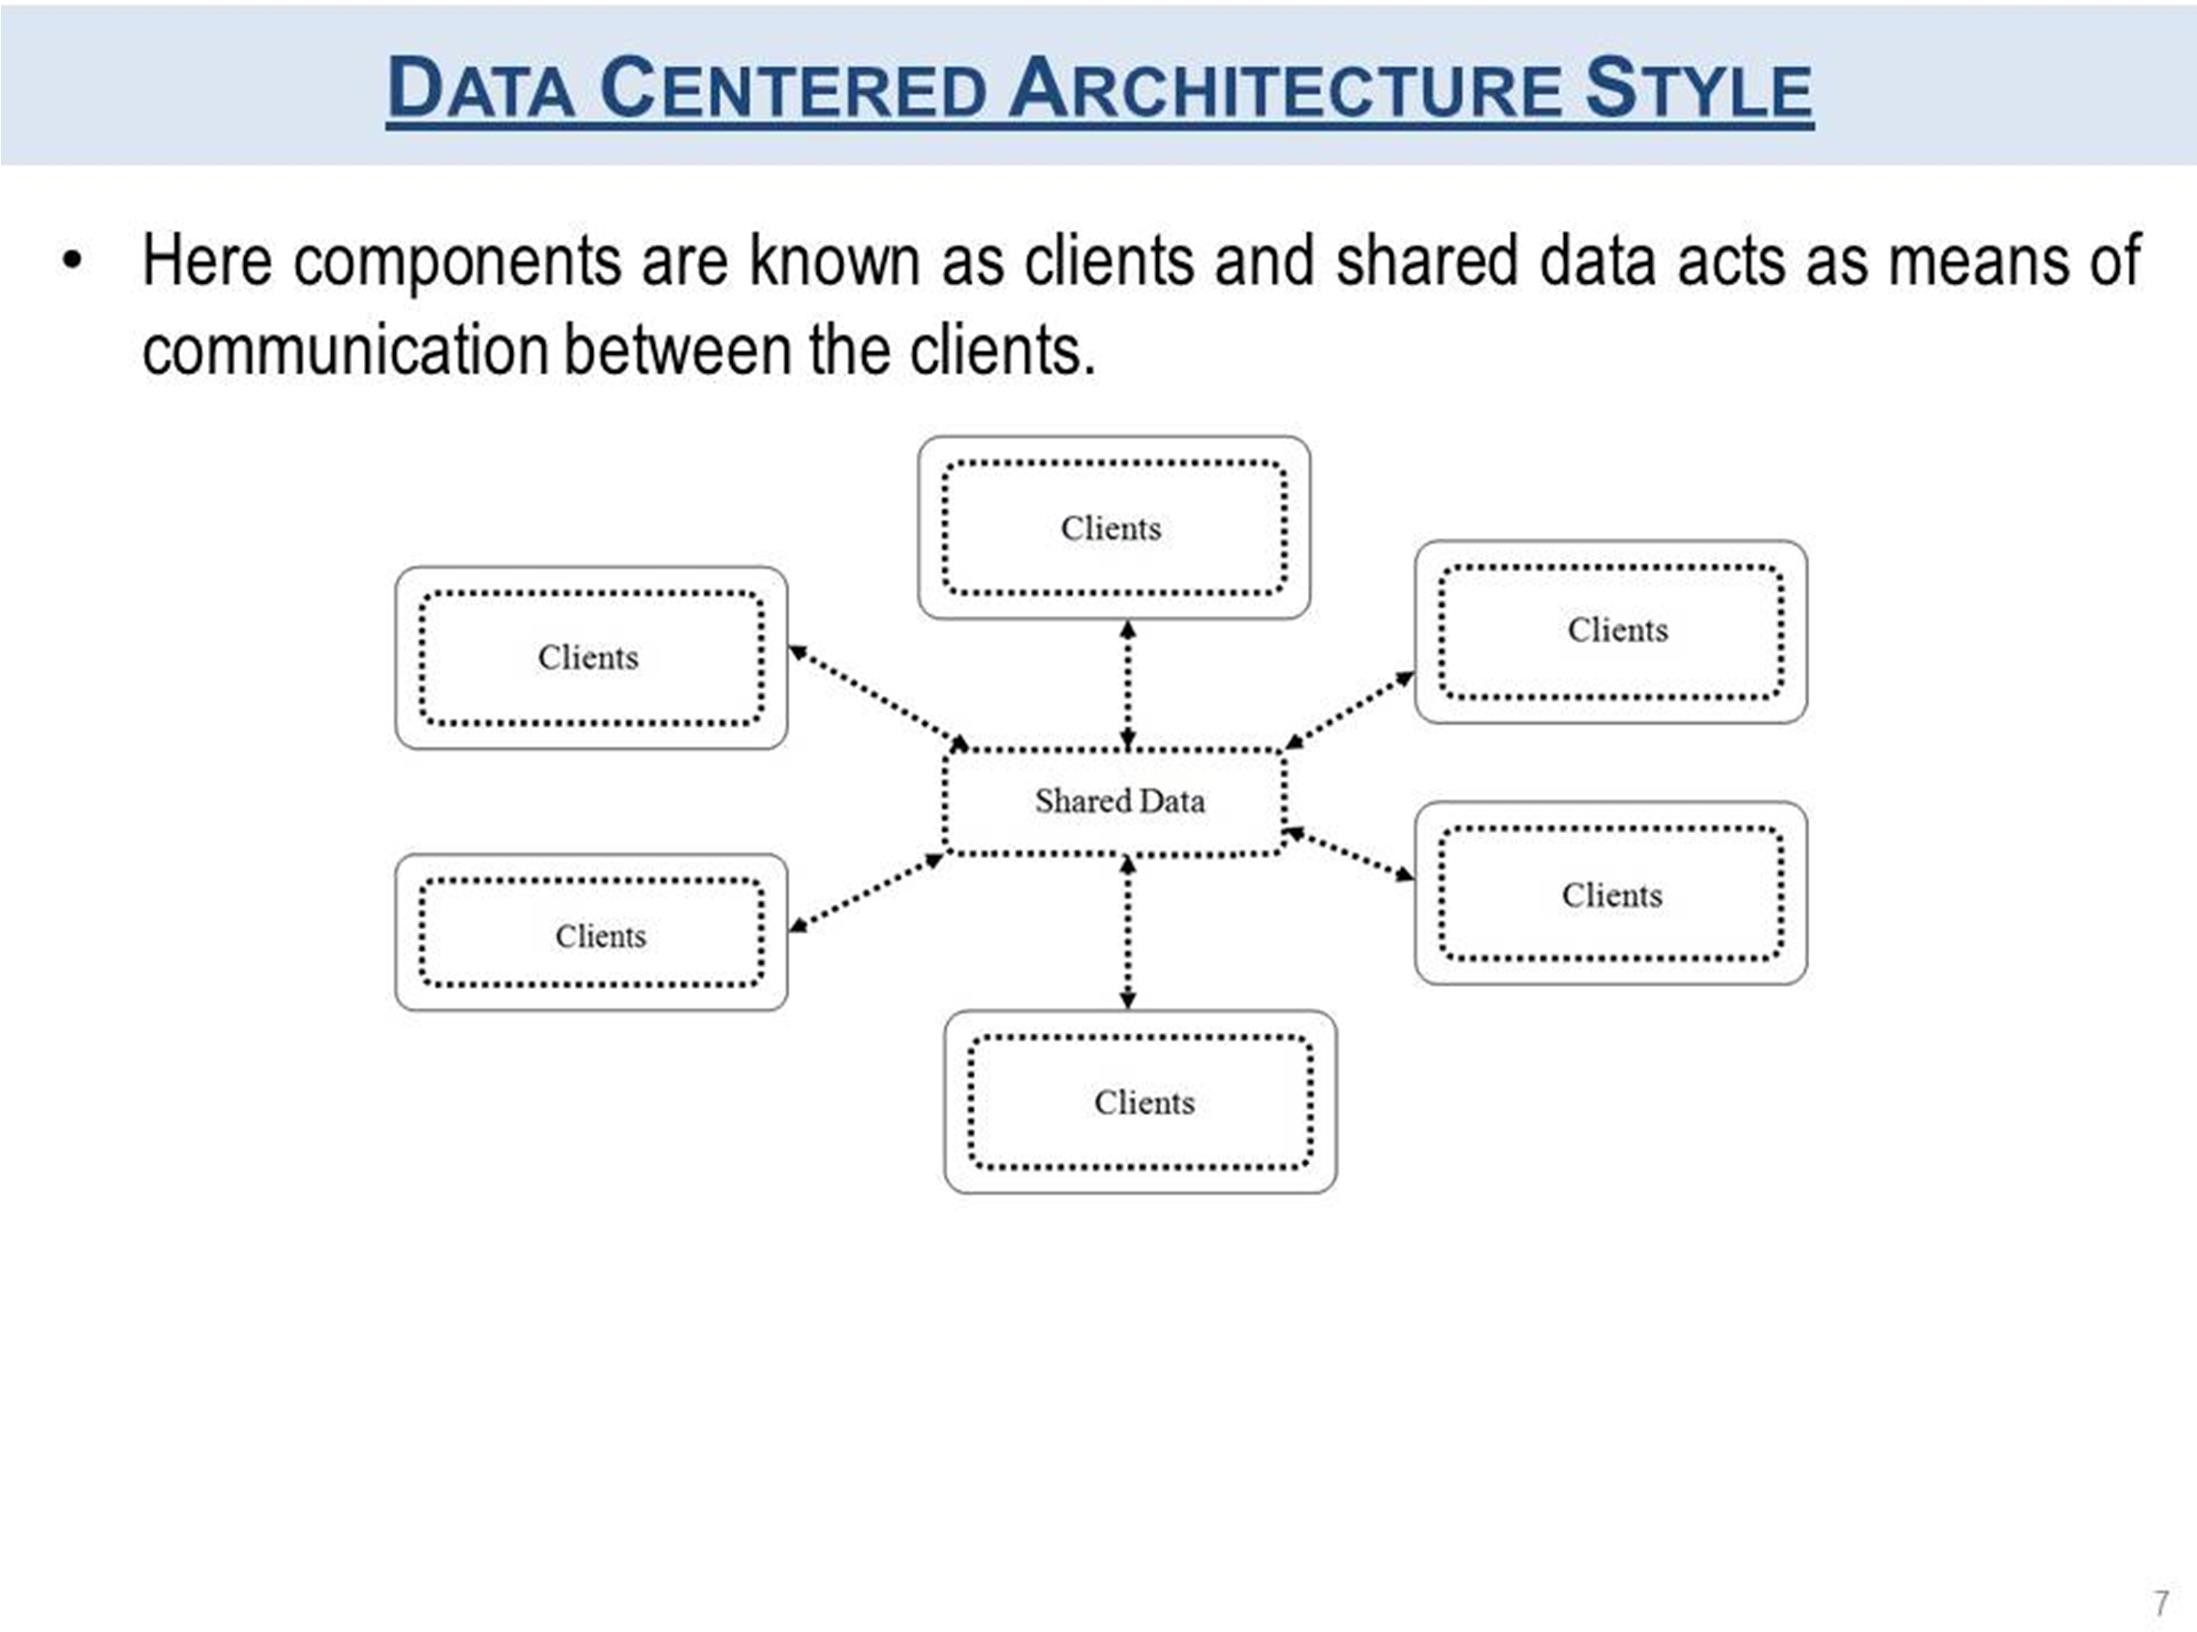 DATA CENTERED ARCHITECTURE STYLE
• Here components are known as clients and shared data acts as means of
communication between the clients.
Clients
Clients
Clients
Shared Data
Clients
Clients
Clients
7